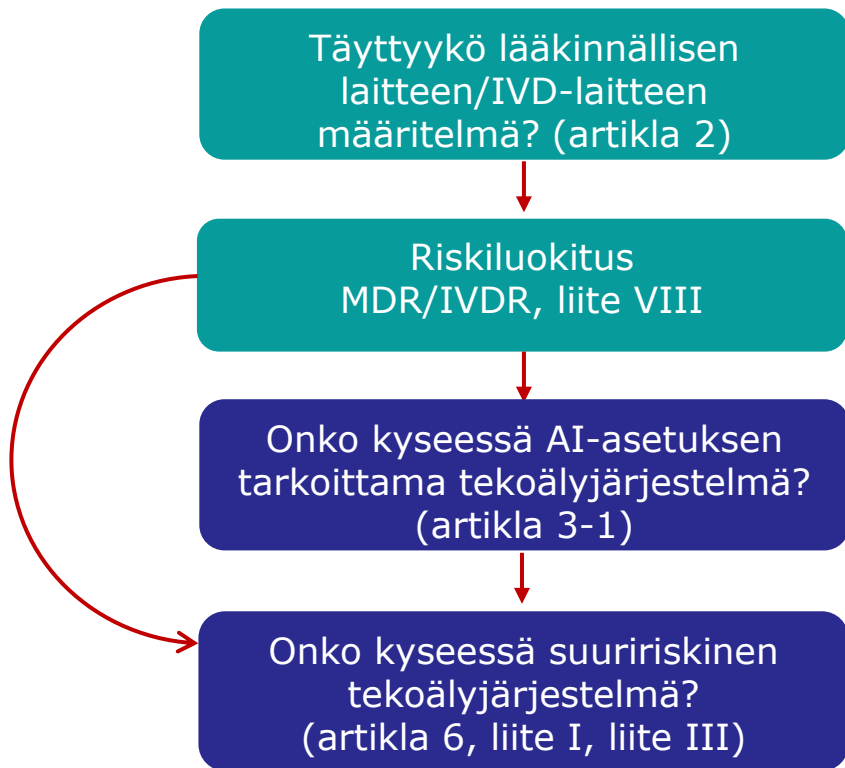 Täyttyykö lääkinnällisen
laitteen/IVD-laitteen
määritelmä? (artikla 2)
Riskiluokitus
MDR/IVDR, liite VIII
Onko kyseessä AI-asetuksen
tarkoittama tekoälyjärjestelmä?
(artikla 3-1)
Onko kyseessä suuririskinen
tekoälyjärjestelmä?
(artikla 6, liite I, liite III)